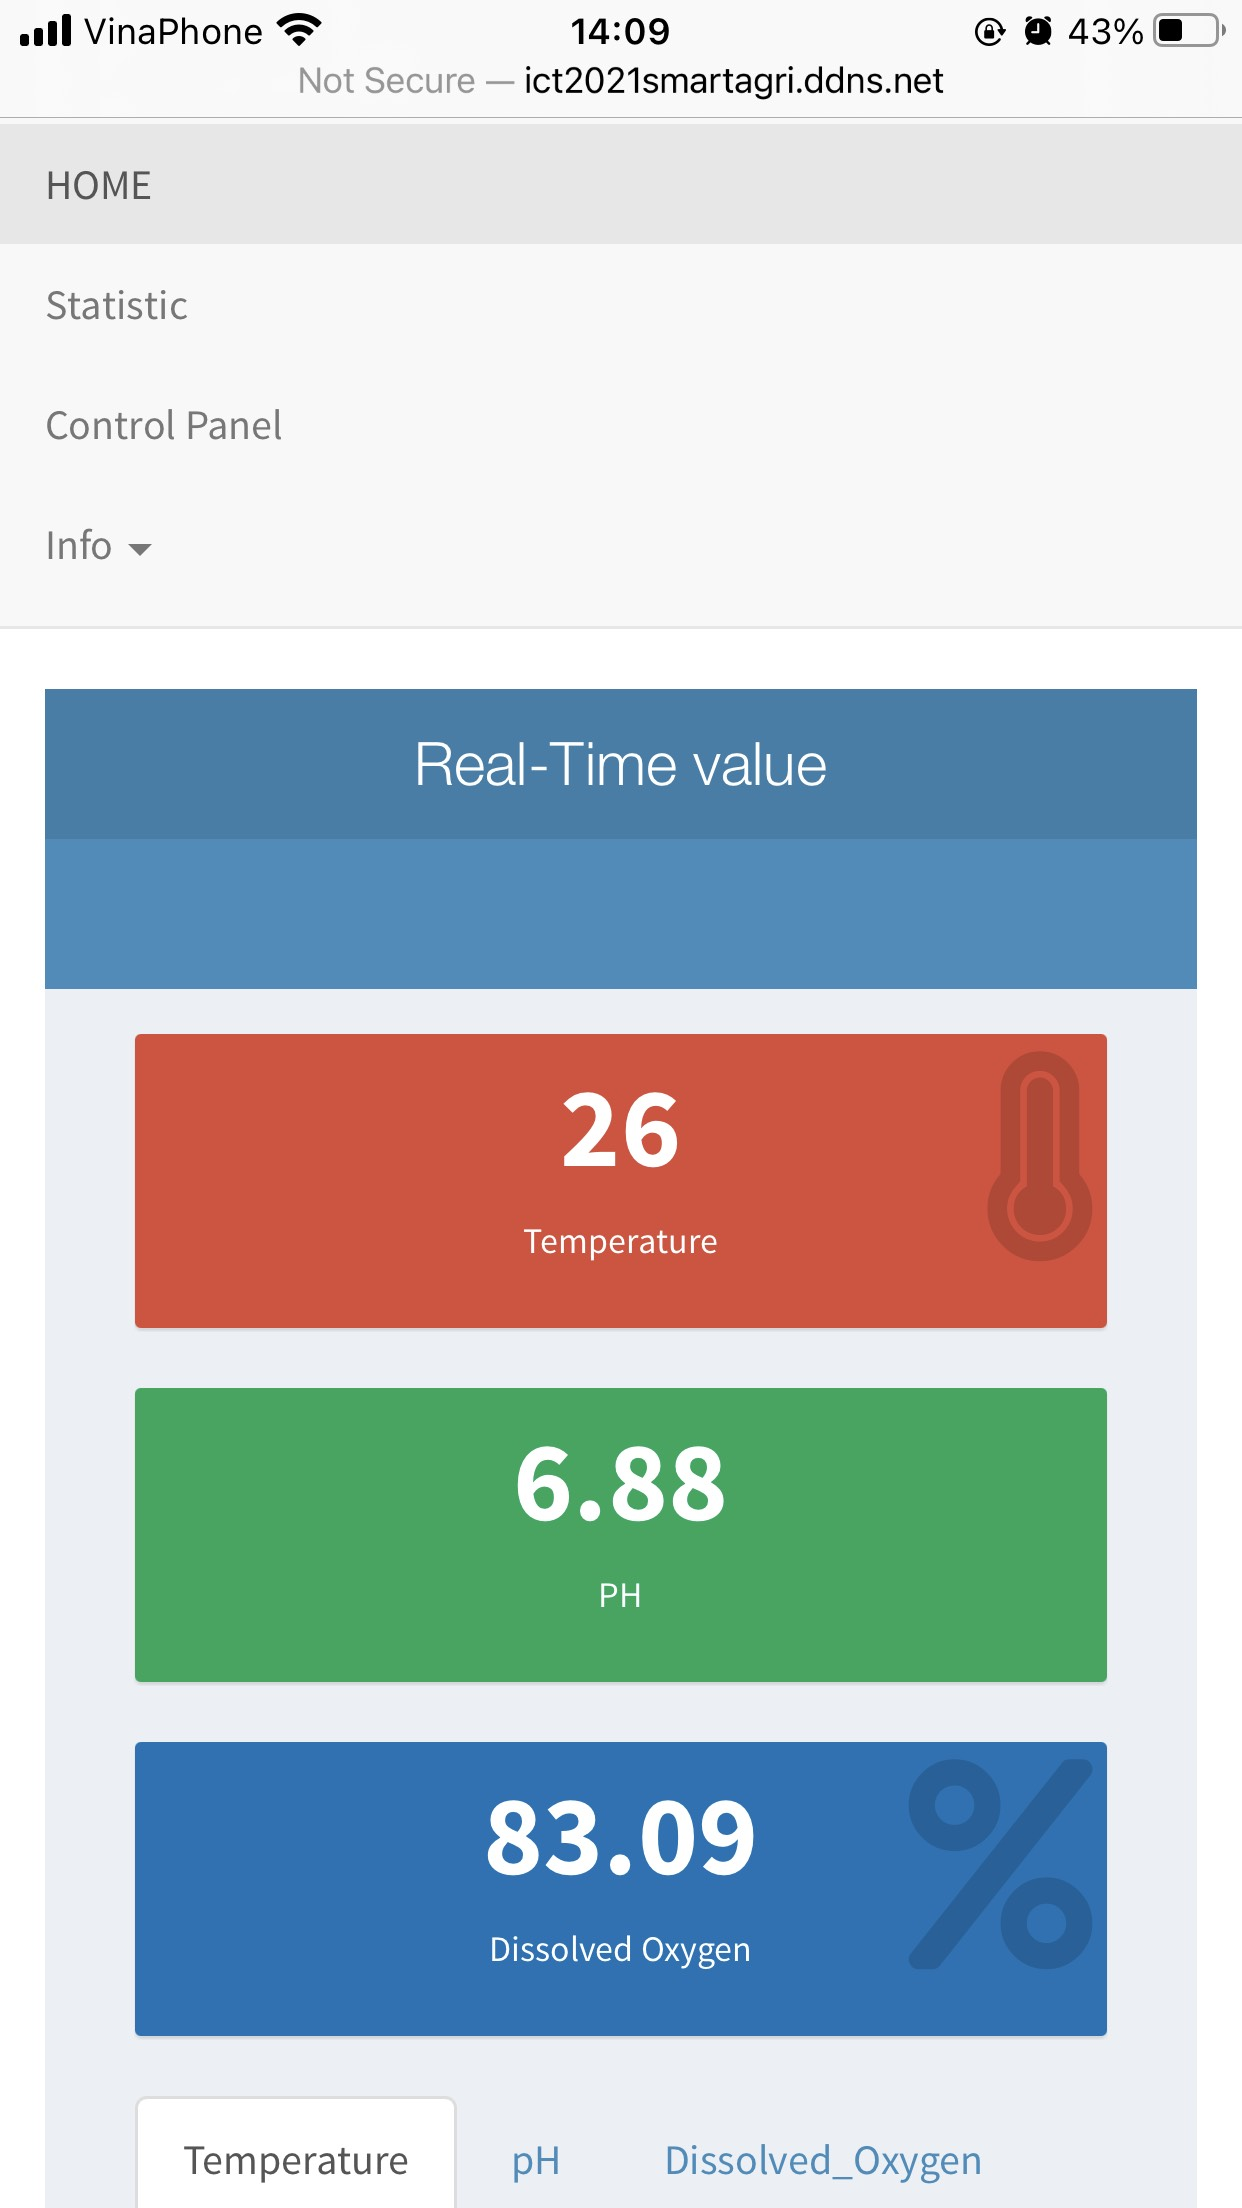 VinaPhone 14:09 43%
Not Secure — ict2021smartagri.ddns.net
HOME
Statistic
Control Panel
Info
Real-Time value
26
Temperature
6.88
PH
83.09
Dissolved Oxygen
Temperature pH Dissolved_Oxygen